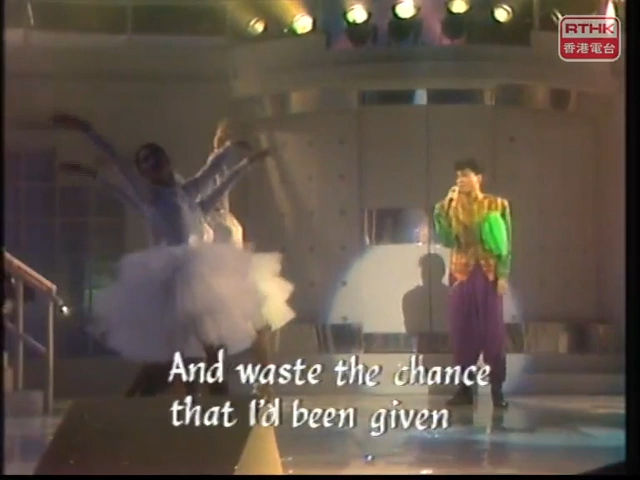 RTHK
香港電台
And waste the chance
that I'd been given